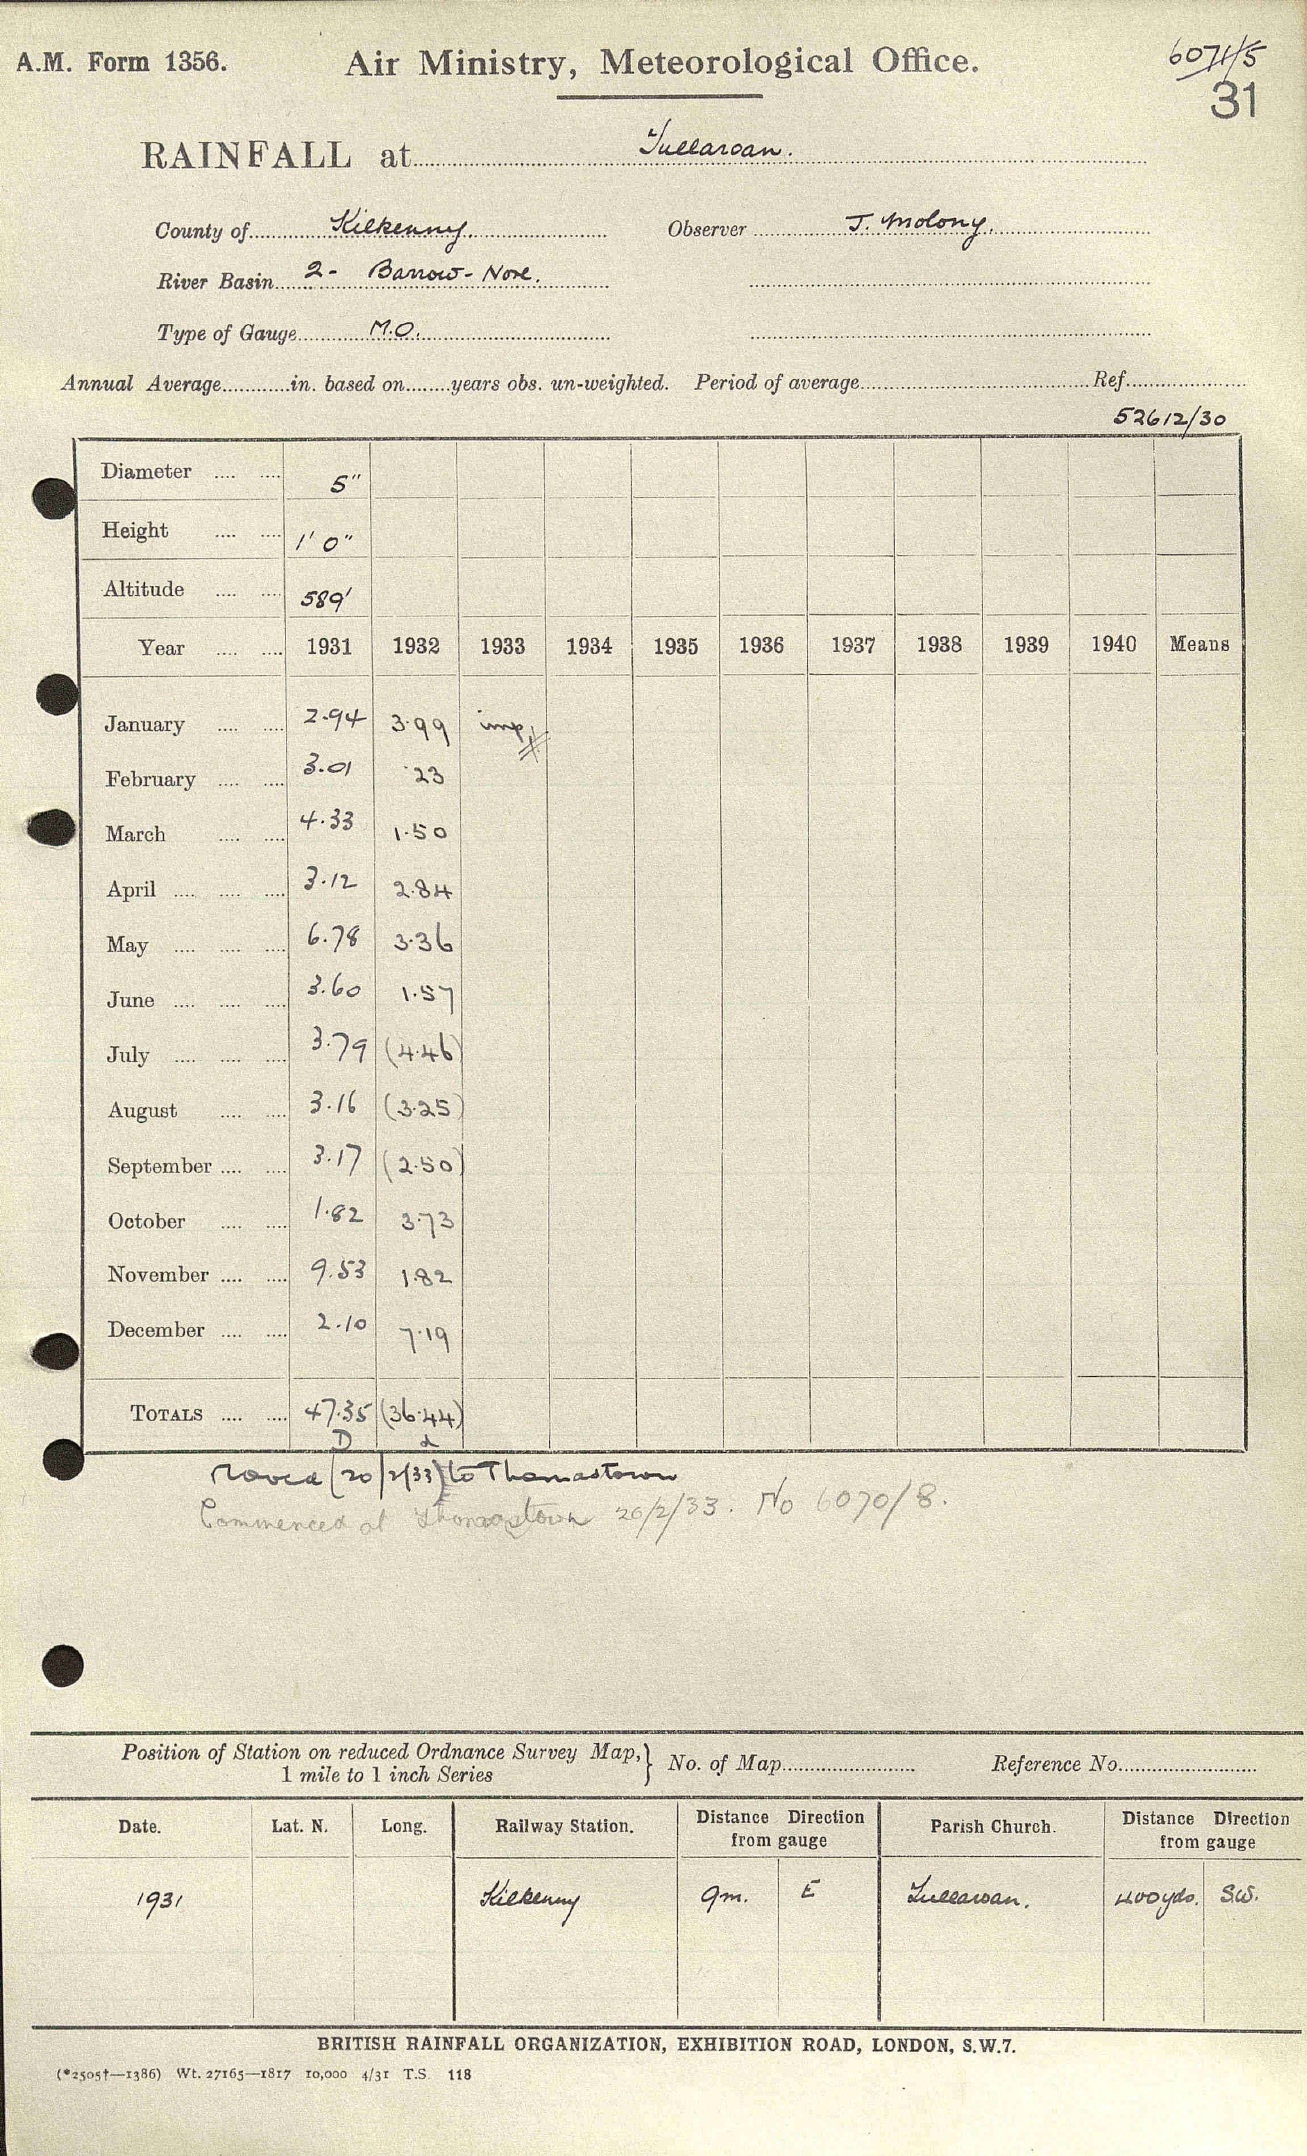 A.M. Form 1356. Air Ministry, Meteorological Office. 6071/5
31
RAINFALL at Tullaroan.
County of Kilkenny. Observer J. Molony.
River Basin 2- Barrow-Nore.
Type of Gauge M.O.
Annual Average in. based on years obs. un-weighted. Period of average Ref.
52612/30
Diameter 5"
Height 1' 0"
Altitude 589'
Year 1931 1932 1933 1934 1935 1936 1937 1938 1939 1940 Means
January 2.94 3.99 imp
February 3.01 .23
March 4.33 1.50
April 3.12 2.84
May 6.78 3.36
June 3.60 1.57
July 3.79 (4.46)
August 3.16 (3.25)
September 3.17 (2.50)
October 1.82 3.73
November 9.53 1.82
December 2.10 7.19
TOTALS 47.35 (36.44)
D
Moved (20/2/33) to Thomastown
Commenced at Thomastown 20/2/33. No 6070/8.
Position of Station on reduced Ordnance Survey Map, } No. of Map Reference No.
1 mile to 1 inch Series
Date. Lat. N. Long. Railway Station. Distance Direction from gauge Parish Church. Distance Direction from gauge
1931 Kilkenny 9m. E Tullaroan. 400yds. S.W.
BRITISH RAINFALL ORGANIZATION, EXHIBITION ROAD, LONDON, S.W.7.
(*2505†—1386) Wt. 27165—1817 10,000 4/31 T.S. 118